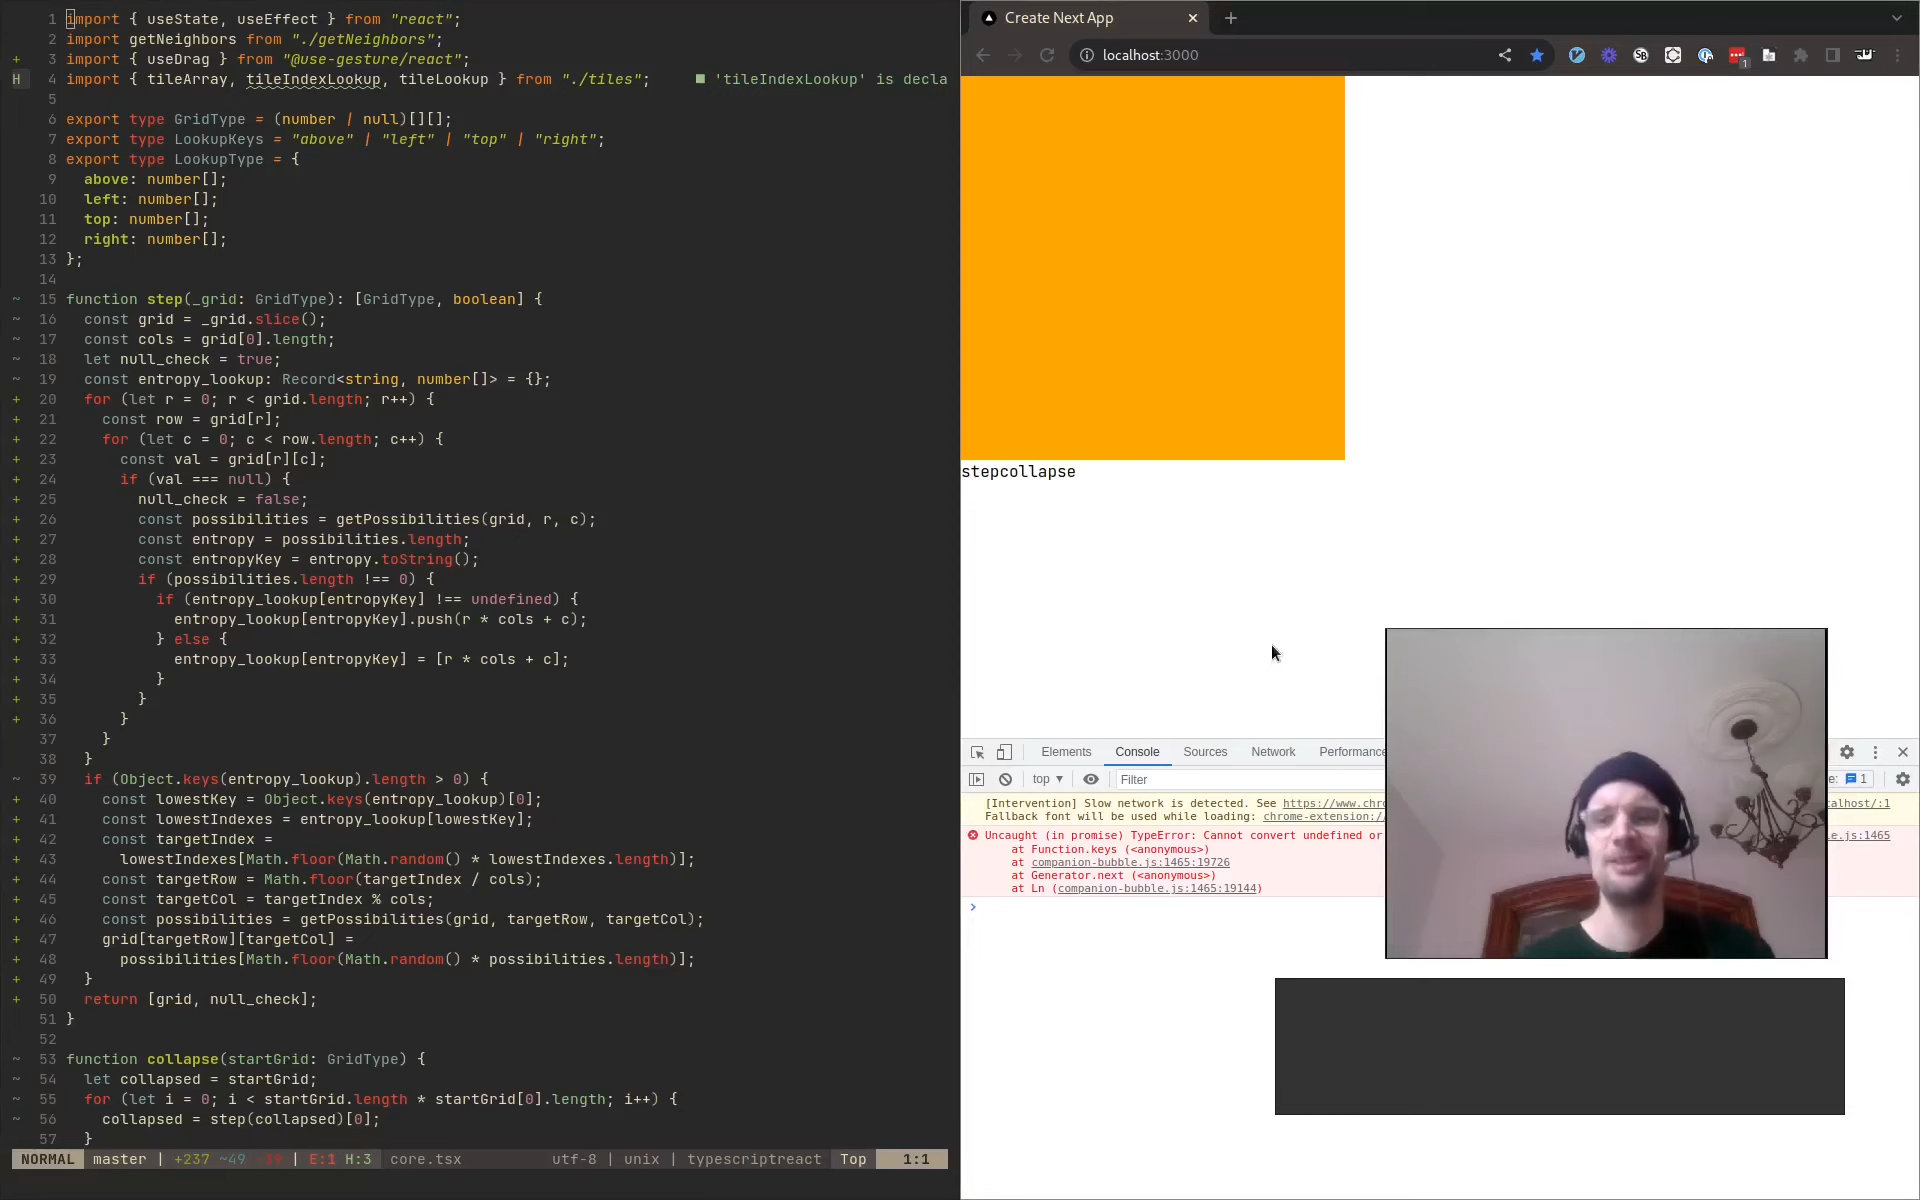 1 import { useState, useEffect } from "react";
2 import getNeighbors from "./getNeighbors";
+ 3 import { useDrag } from "@use-gesture/react";
H 4 import { tileArray, tileIndexLookup, tileLookup } from "./tiles"; ■ 'tileIndexLookup' is decla
5
6 export type GridType = (number | null)[][];
7 export type LookupKeys = "above" | "left" | "top" | "right";
8 export type LookupType = {
9 above: number[];
10 left: number[];
11 top: number[];
12 right: number[];
13 };
14
~ 15 function step(_grid: GridType): [GridType, boolean] {
~ 16 const grid = _grid.slice();
~ 17 const cols = grid[0].length;
~ 18 let null_check = true;
~ 19 const entropy_lookup: Record<string, number[]> = {};
+ 20 for (let r = 0; r < grid.length; r++) {
+ 21 const row = grid[r];
+ 22 for (let c = 0; c < row.length; c++) {
+ 23 const val = grid[r][c];
+ 24 if (val === null) {
+ 25 null_check = false;
+ 26 const possibilities = getPossibilities(grid, r, c);
+ 27 const entropy = possibilities.length;
+ 28 const entropyKey = entropy.toString();
+ 29 if (possibilities.length !== 0) {
+ 30 if (entropy_lookup[entropyKey] !== undefined) {
+ 31 entropy_lookup[entropyKey].push(r * cols + c);
+ 32 } else {
+ 33 entropy_lookup[entropyKey] = [r * cols + c];
+ 34 }
+ 35 }
+ 36 }
37 }
38 }
~ 39 if (Object.keys(entropy_lookup).length > 0) {
+ 40 const lowestKey = Object.keys(entropy_lookup)[0];
+ 41 const lowestIndexes = entropy_lookup[lowestKey];
+ 42 const targetIndex =
+ 43 lowestIndexes[Math.floor(Math.random() * lowestIndexes.length)];
+ 44 const targetRow = Math.floor(targetIndex / cols);
+ 45 const targetCol = targetIndex % cols;
+ 46 const possibilities = getPossibilities(grid, targetRow, targetCol);
+ 47 grid[targetRow][targetCol] =
+ 48 possibilities[Math.floor(Math.random() * possibilities.length)];
+ 49 }
+ 50 return [grid, null_check];
51 }
52
~ 53 function collapse(startGrid: GridType) {
~ 54 let collapsed = startGrid;
~ 55 for (let i = 0; i < startGrid.length * startGrid[0].length; i++) {
~ 56 collapsed = step(collapsed)[0];
57 }
NORMAL master | +237 ~49 -39 | E:1 H:3 core.tsx utf-8 | unix | typescriptreact Top 1:1
Create Next App
localhost:3000
1
stepcollapse
Elements Console Sources Network Performance
top ▾ Filter 1
[Intervention] Slow network is detected. See https://www.chro calhost/:1
Fallback font will be used while loading: chrome-extension:/
Uncaught (in promise) TypeError: Cannot convert undefined or le.js:1465
at Function.keys (<anonymous>)
at companion-bubble.js:1465:19726
at Generator.next (<anonymous>)
at Ln (companion-bubble.js:1465:19144)